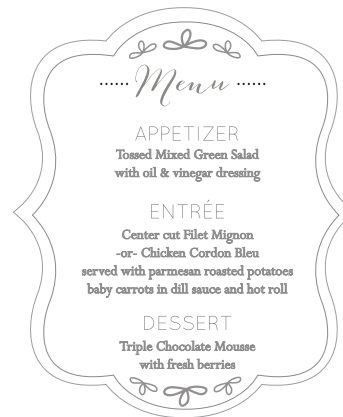 Menu
APPETIZER
Tossed Mixed Green Salad
with oil & vinegar dressing
ENTRÉE
Center cut Filet Mignon
-or- Chicken Cordon Bleu
served with parmesan roasted potatoes
baby carrots in dill sauce and hot roll
DESSERT
Triple Chocolate Mousse
with fresh berries